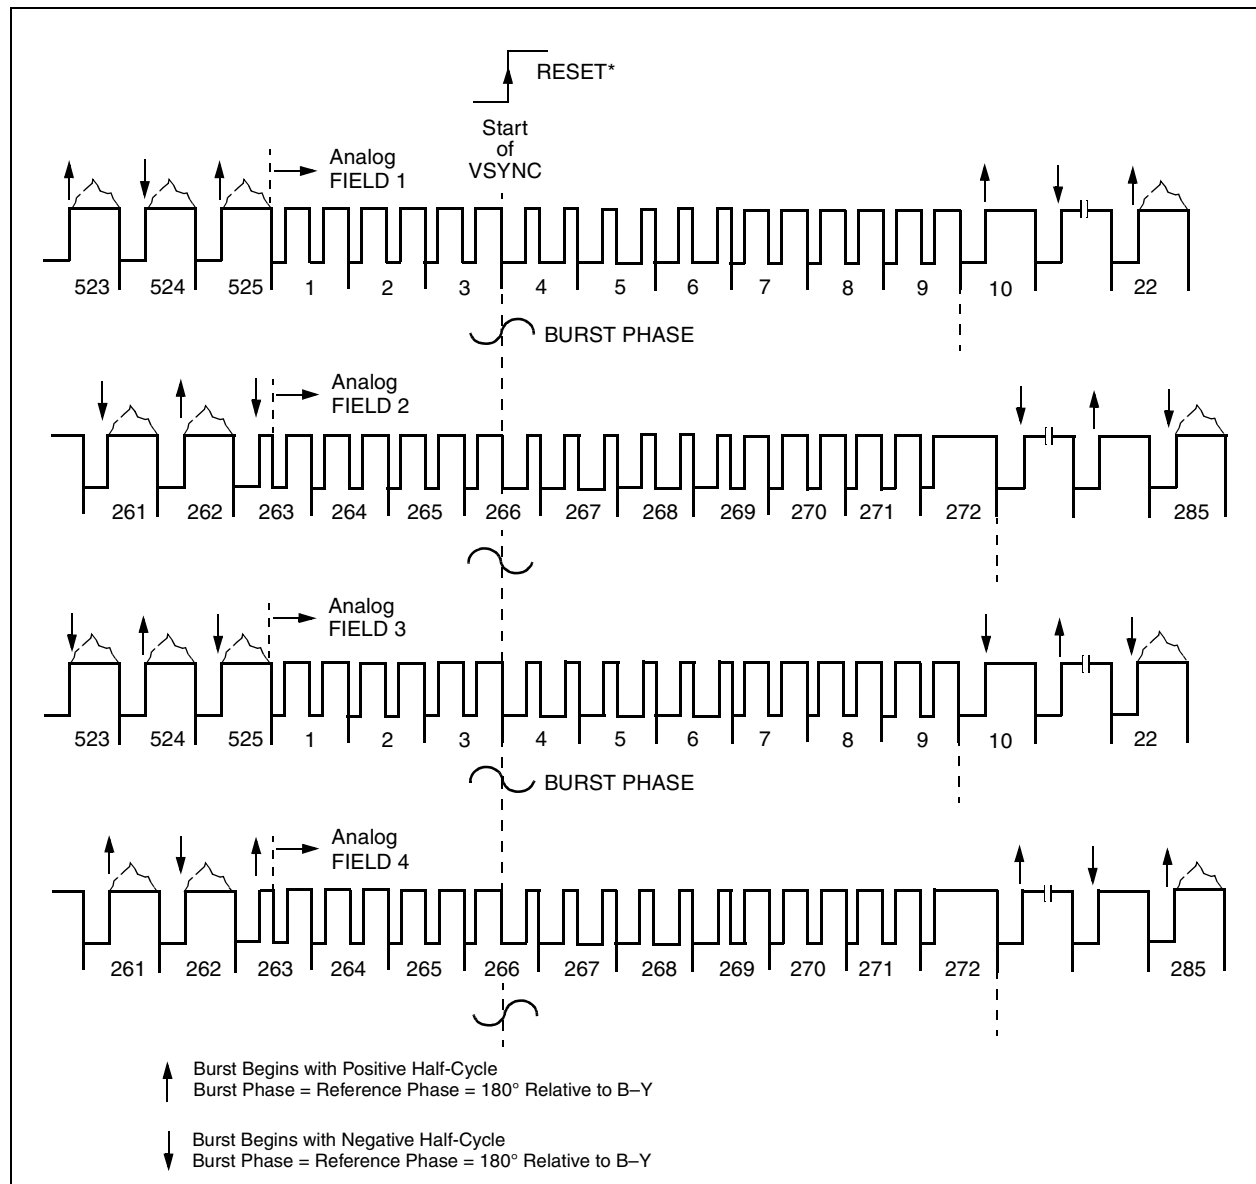 RESET*
Start
of
VSYNC
Analog
FIELD 1
523 524 525 1 2 3 4 5 6 7 8 9 10 22
BURST PHASE
Analog
FIELD 2
261 262 263 264 265 266 267 268 269 270 271 272 285
Analog
FIELD 3
523 524 525 1 2 3 4 5 6 7 8 9 10 22
BURST PHASE
Analog
FIELD 4
261 262 263 264 265 266 267 268 269 270 271 272 285
Burst Begins with Positive Half-Cycle
Burst Phase = Reference Phase = 180° Relative to B–Y
Burst Begins with Negative Half-Cycle
Burst Phase = Reference Phase = 180° Relative to B–Y